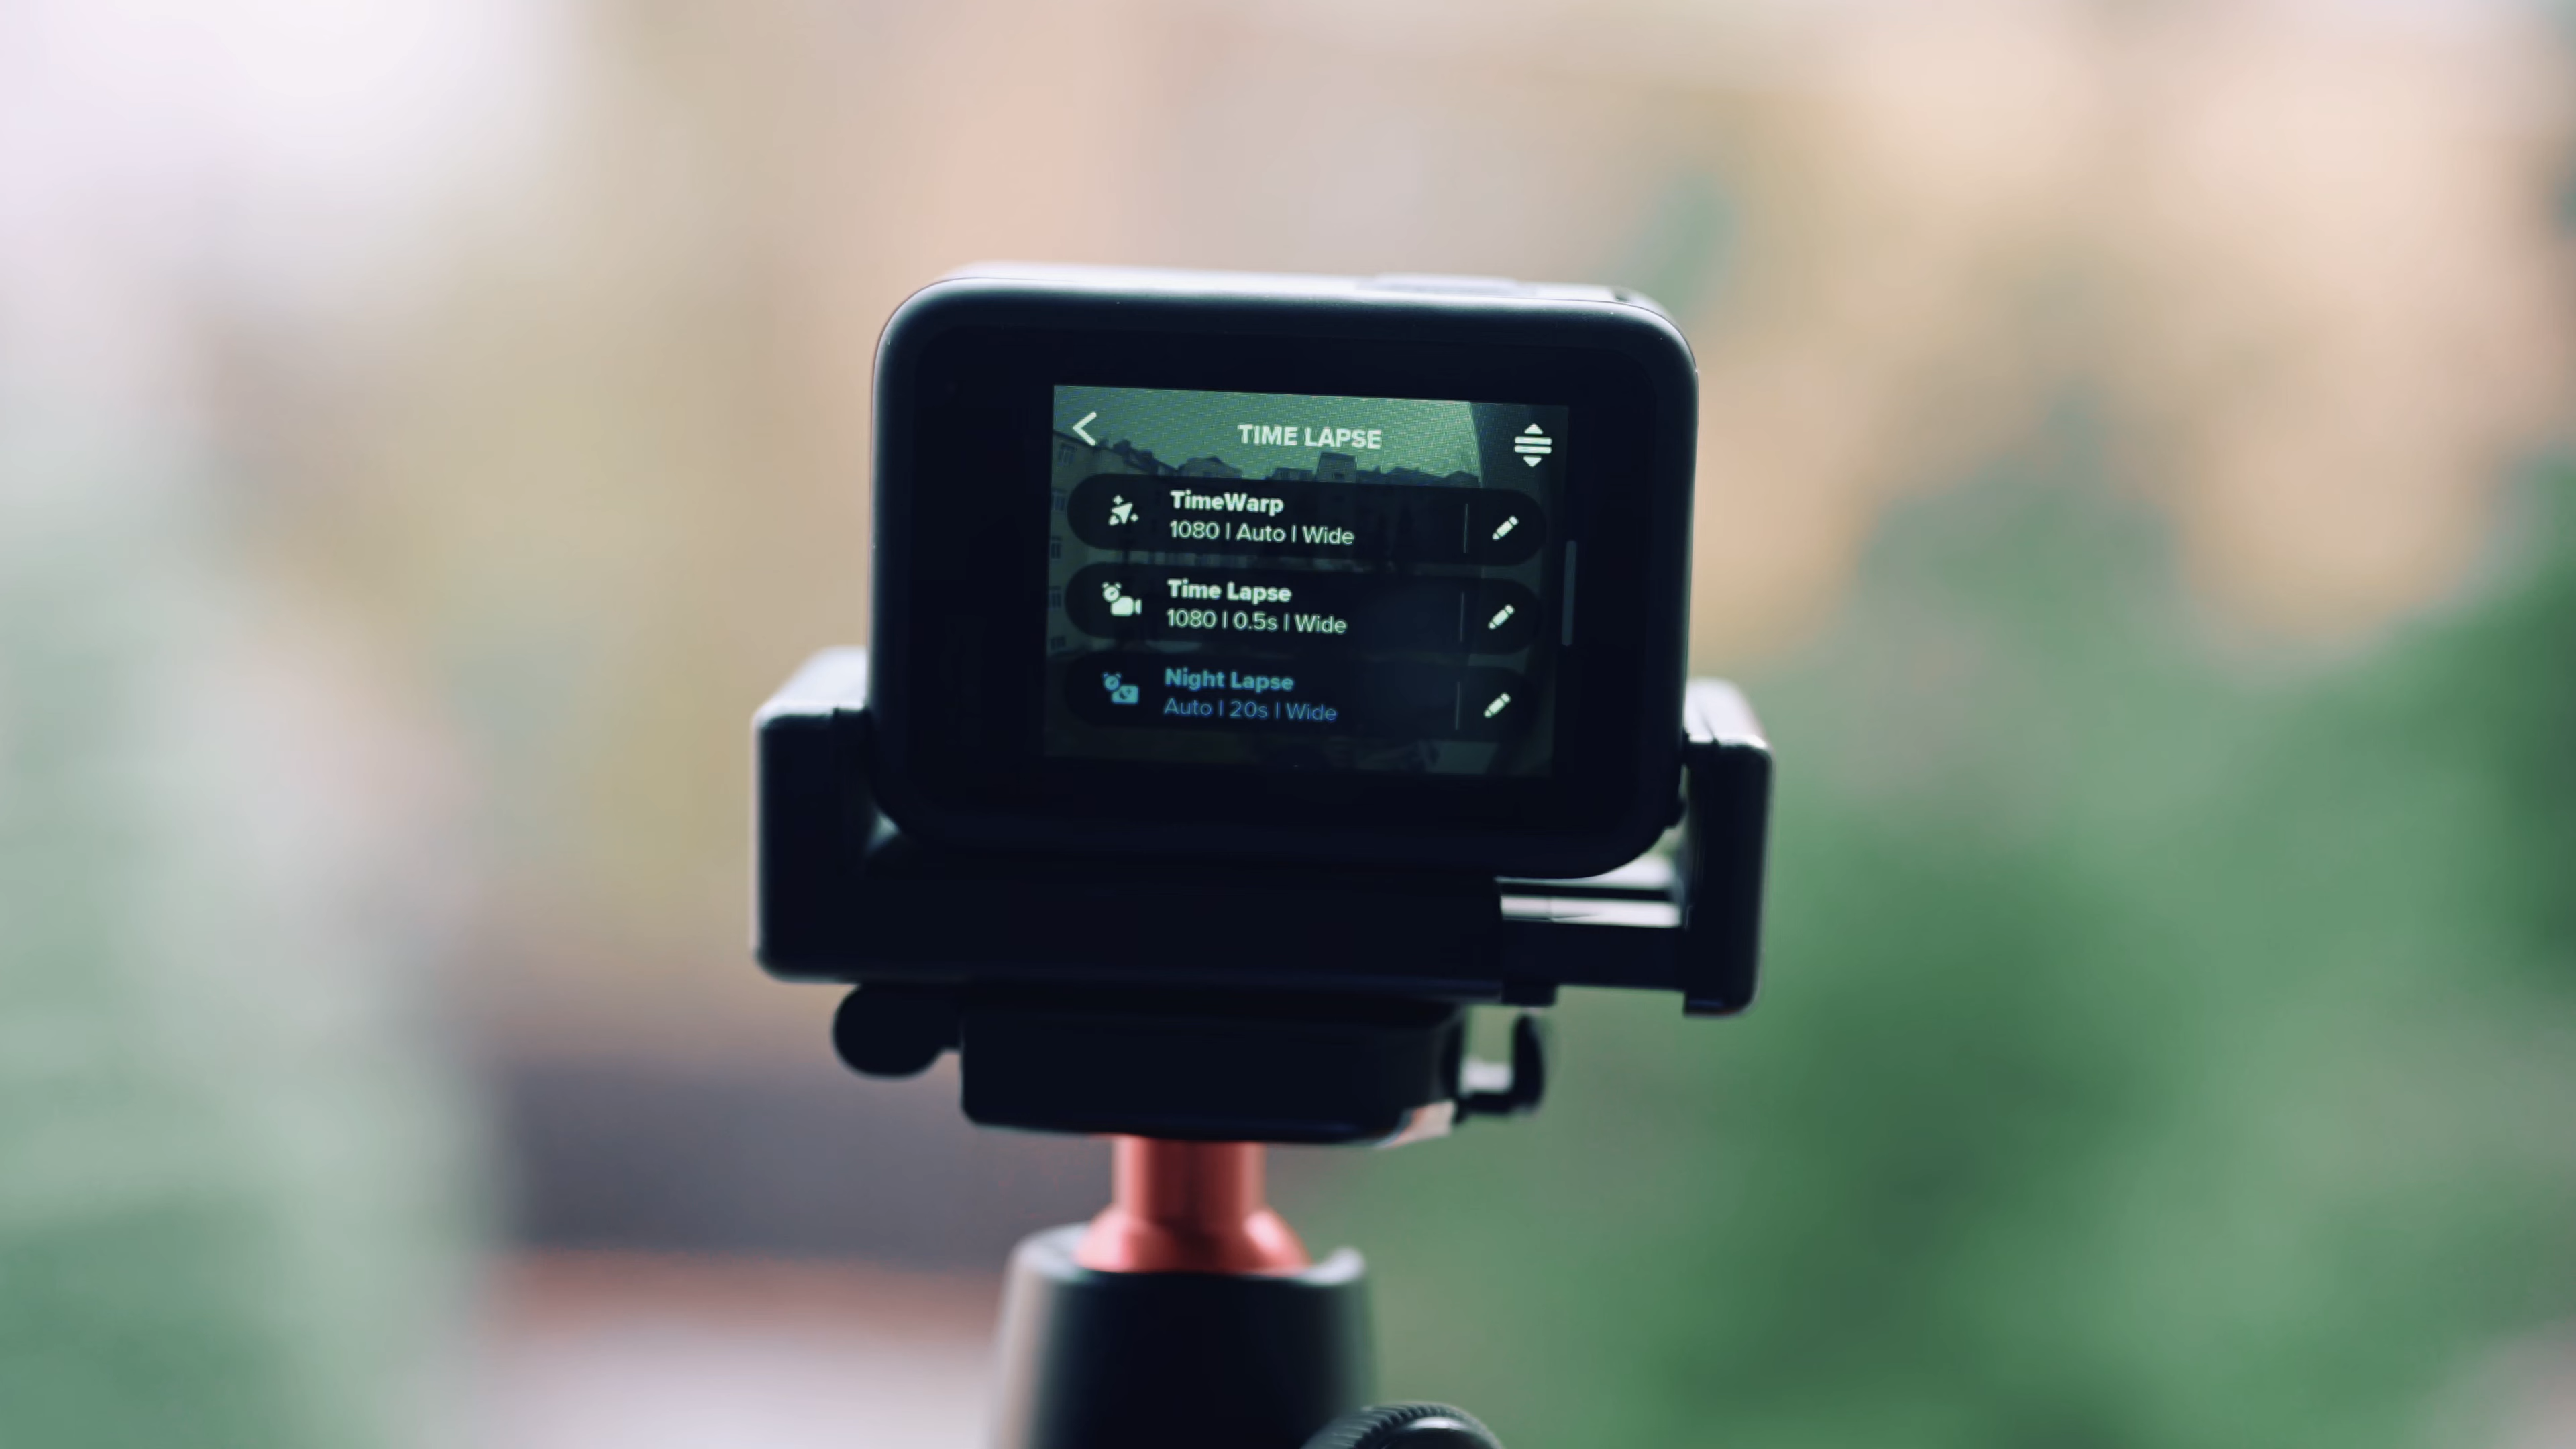 TIME LAPSE
TimeWarp
1080 | Auto | Wide
Time Lapse
1080 | 0.5s | Wide
Night Lapse
Auto | 20s | Wide